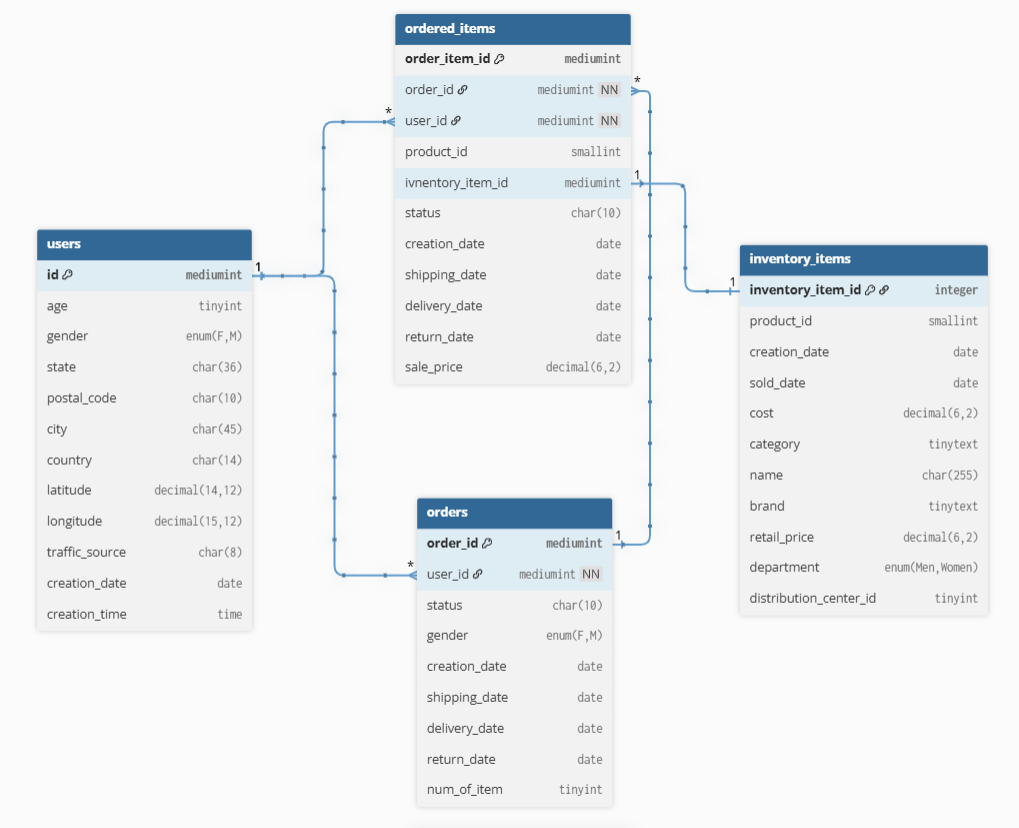 ordered_items
order_item_id mediumint
order_id mediumint NN
user_id mediumint NN
product_id smallint
ivnentory_item_id mediumint
status char(10)
creation_date date
shipping_date date
delivery_date date
return_date date
sale_price decimal(6,2)
*
*
1
users
id mediumint
age tinyint
gender enum(F,M)
state char(36)
postal_code char(10)
city char(45)
country char(14)
latitude decimal(14,12)
longitude decimal(15,12)
traffic_source char(8)
creation_date date
creation_time time
1
inventory_items
inventory_item_id integer
product_id smallint
creation_date date
sold_date date
cost decimal(6,2)
category tinytext
name char(255)
brand tinytext
retail_price decimal(6,2)
department enum(Men,Women)
distribution_center_id tinyint
1
orders
order_id mediumint
user_id mediumint NN
status char(10)
gender enum(F,M)
creation_date date
shipping_date date
delivery_date date
return_date date
num_of_item tinyint
1
*